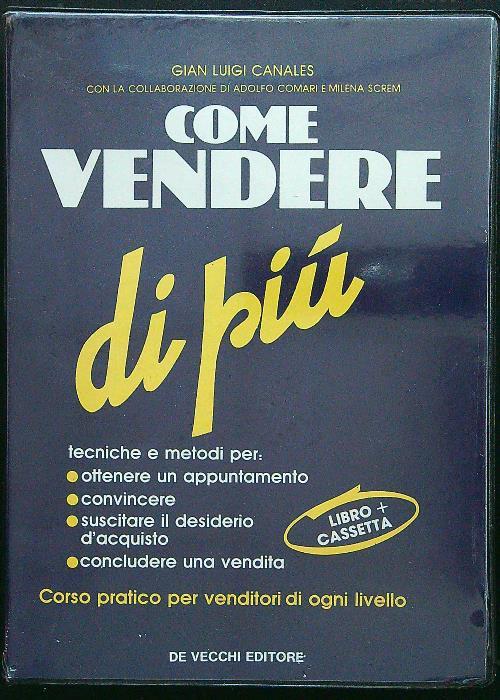 GIAN LUIGI CANALES
CON LA COLLABORAZIONE DI ADOLFO COMARI E MILENA SCREM
COME
VENDERE
di piú
tecniche e metodi per:
● ottenere un appuntamento
● convincere
● suscitare il desiderio
d'acquisto
● concludere una vendita
LIBRO +
CASSETTA
Corso pratico per venditori di ogni livello
DE VECCHI EDITORE